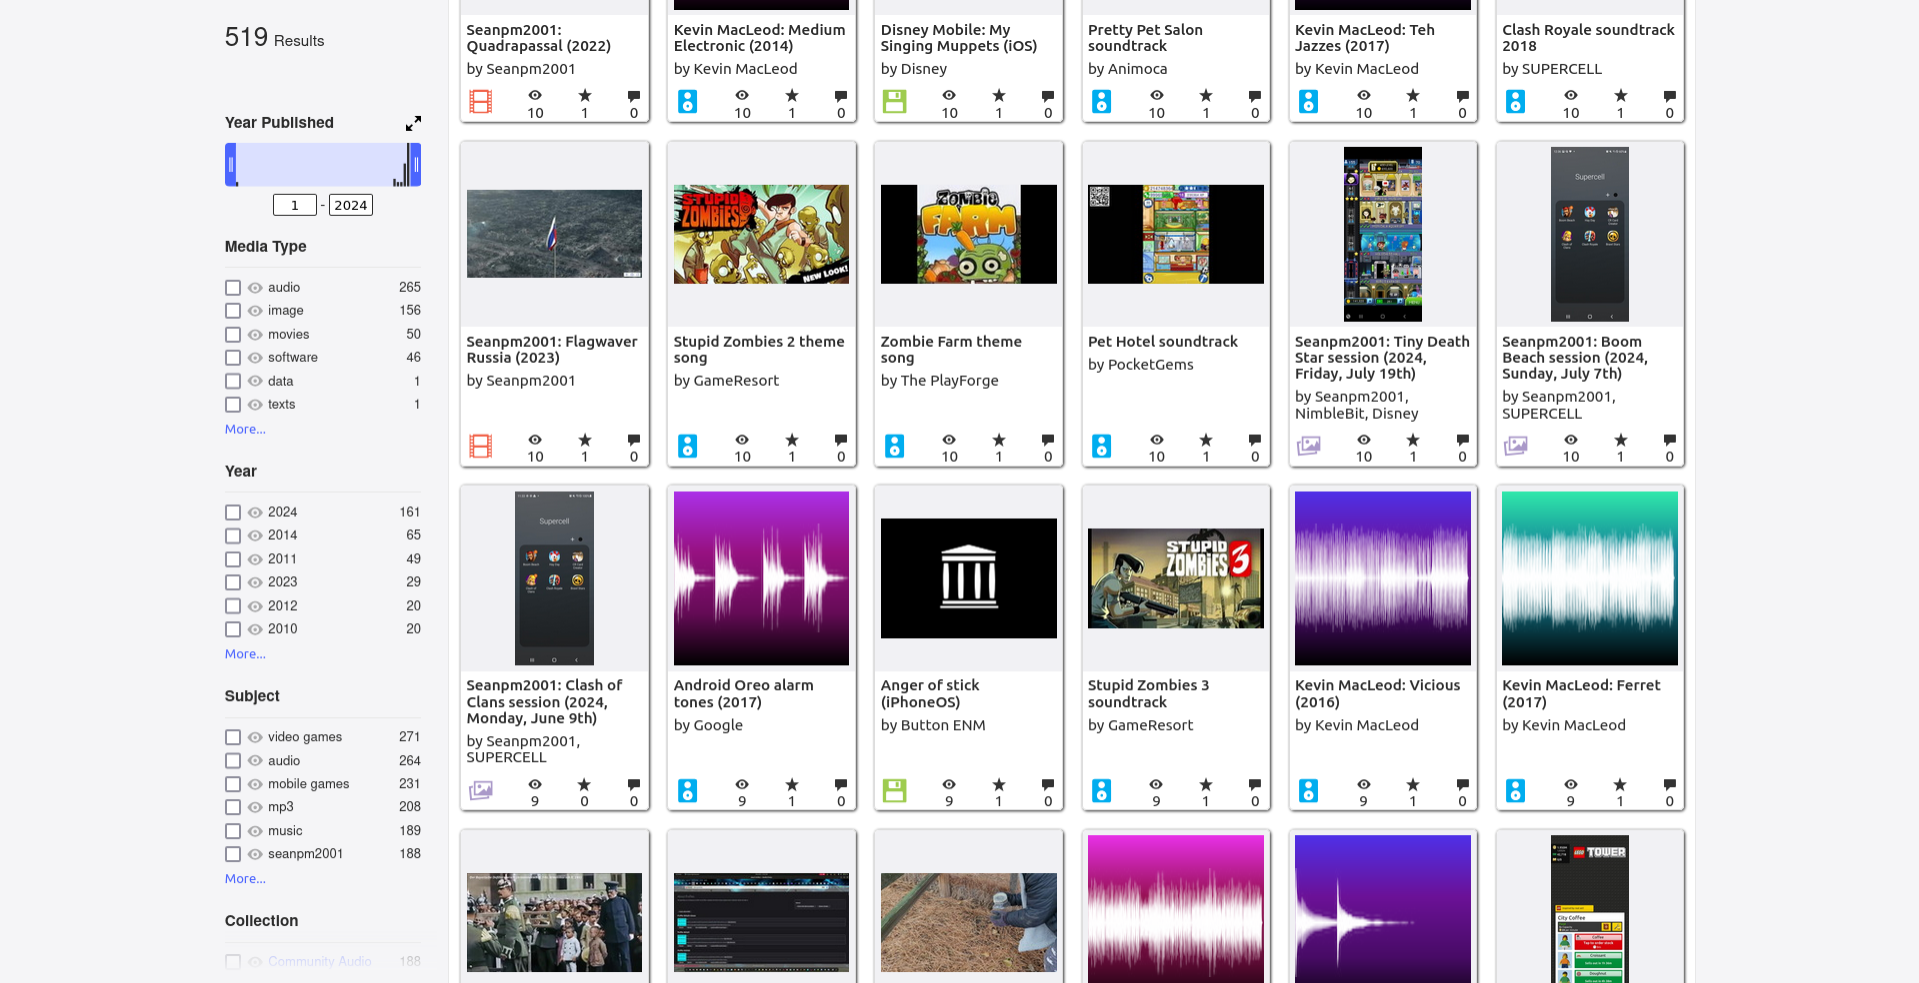 519 Results
Year Published
1 - 2024
Media Type
audio 265
image 156
movies 50
software 46
data 1
texts 1
More...
Year
2024 161
2014 65
2011 49
2023 29
2012 20
2010 20
More...
Subject
video games 271
audio 264
mobile games 231
mp3 208
music 189
seanpm2001 188
More...
Collection
Community Audio 188
Seanpm2001:
Quadrapassal (2022)
by Seanpm2001
10 1 0
Kevin MacLeod: Medium
Electronic (2014)
by Kevin MacLeod
10 1 0
Disney Mobile: My
Singing Muppets (iOS)
by Disney
10 1 0
Pretty Pet Salon
soundtrack
by Animoca
10 1 0
Kevin MacLeod: Teh
Jazzes (2017)
by Kevin MacLeod
10 1 0
Clash Royale soundtrack
2018
by SUPERCELL
10 1 0
Seanpm2001: Flagwaver
Russia (2023)
by Seanpm2001
10 1 0
STUPID
ZOMBIES 2
NEW LOOK!
Stupid Zombies 2 theme
song
by GameResort
10 1 0
ZOMBIE
FARM
Zombie Farm theme
song
by The PlayForge
10 1 0
Pet Hotel soundtrack
by PocketGems
10 1 0
Seanpm2001: Tiny Death
Star session (2024,
Friday, July 19th)
by Seanpm2001,
NimbleBit, Disney
10 1 0
Supercell
Seanpm2001: Boom
Beach session (2024,
Sunday, July 7th)
by Seanpm2001,
SUPERCELL
10 1 0
Supercell
Seanpm2001: Clash of
Clans session (2024,
Monday, June 9th)
by Seanpm2001,
SUPERCELL
9 0 0
Android Oreo alarm
tones (2017)
by Google
9 1 0
Anger of stick
(iPhoneOS)
by Button ENM
9 1 0
STUPID
ZOMBIES 3
Stupid Zombies 3
soundtrack
by GameResort
9 1 0
Kevin MacLeod: Vicious
(2016)
by Kevin MacLeod
9 1 0
Kevin MacLeod: Ferret
(2017)
by Kevin MacLeod
9 1 0
LEGO TOWER
City Coffee
Coffee
Croissant
Doughnut